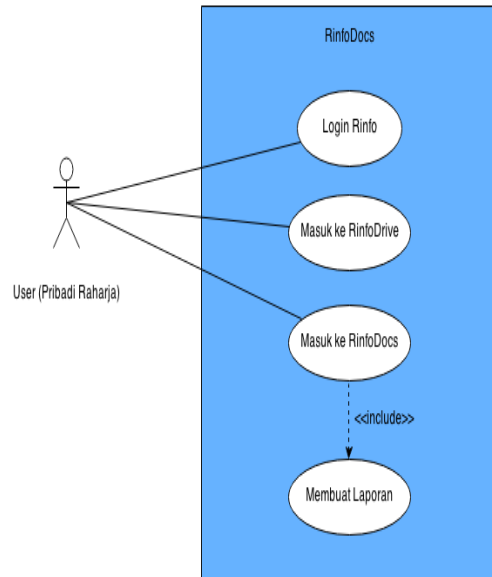 RinfoDocs
Login Rinfo
Masuk ke RinfoDrive
User (Pribadi Raharja)
Masuk ke RinfoDocs
<<include>>
Membuat Laporan